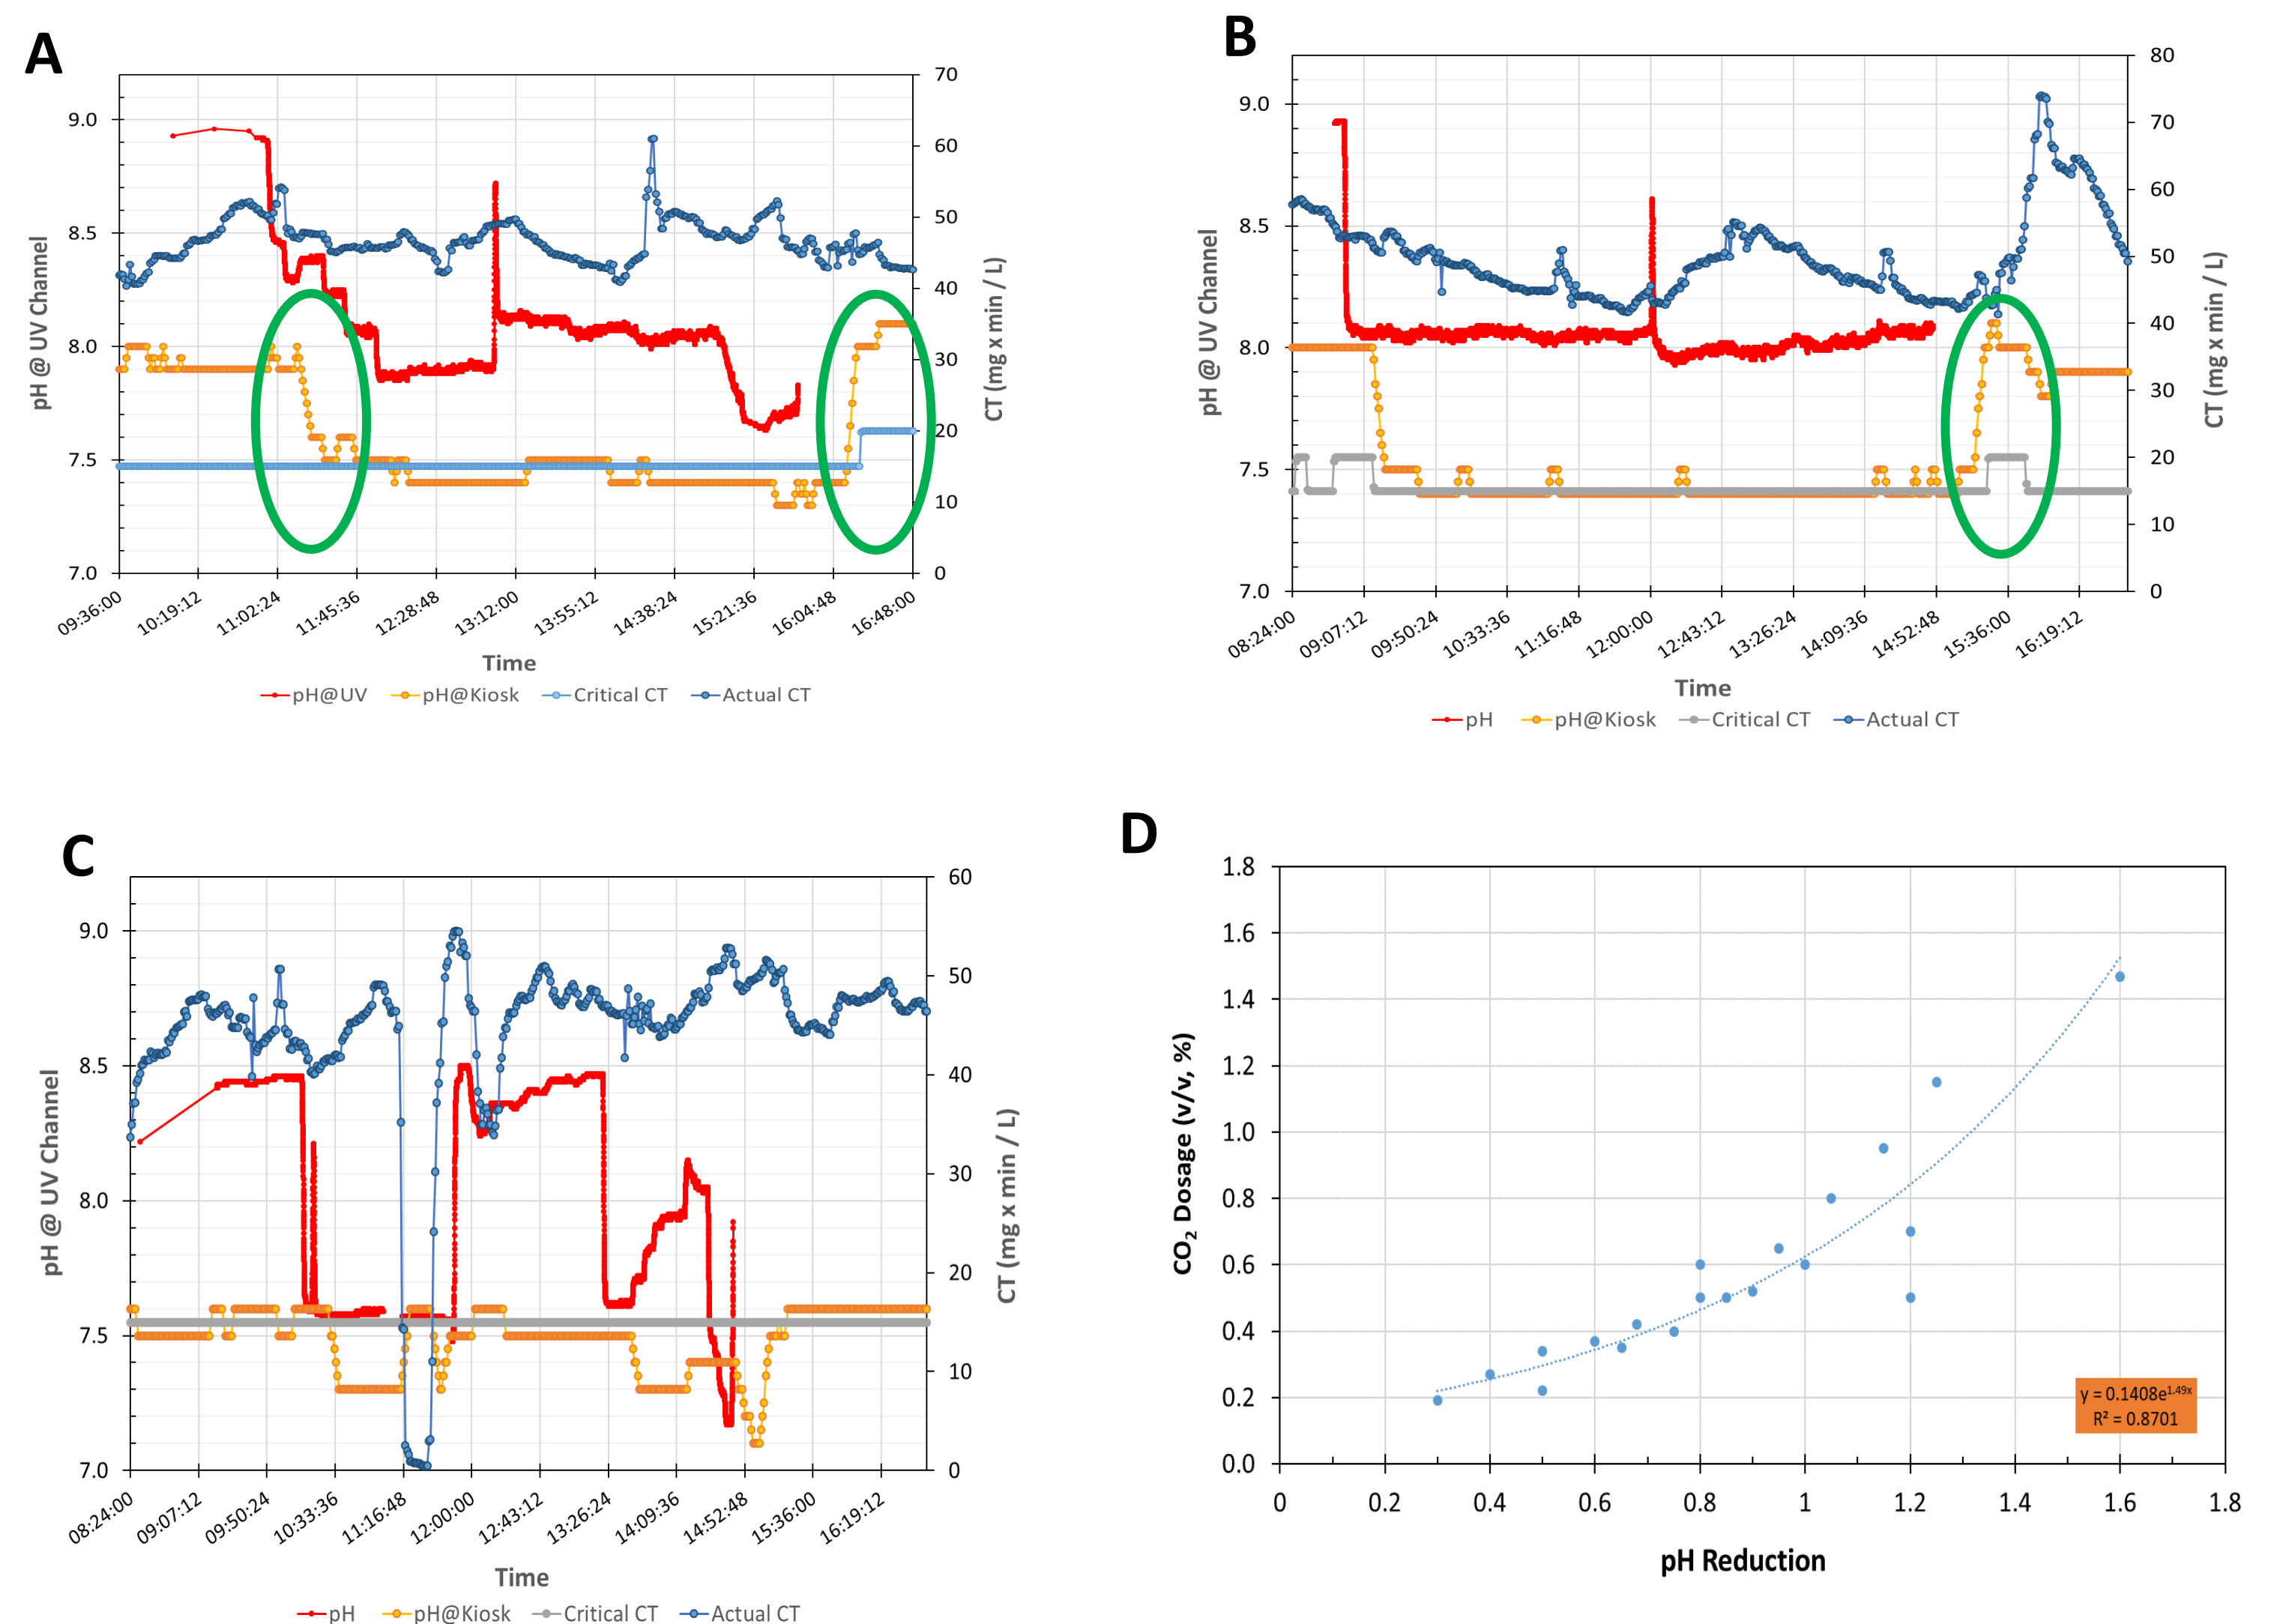 A
pH @ UV Channel
9.0
8.5
8.0
7.5
7.0
70
60
50
40
30
20
10
0
CT (mg x min / L)
09:36:00 10:19:12 11:02:24 11:45:36 12:28:48 13:12:00 13:55:12 14:38:24 15:21:36 16:04:48 16:48:00
Time
pH@UV pH@Kiosk Critical CT Actual CT
B
pH @ UV Channel
9.0
8.5
8.0
7.5
7.0
80
70
60
50
40
30
20
10
0
CT (mg x min / L)
08:24:00 09:07:12 09:50:24 10:33:36 11:16:48 12:00:00 12:43:12 13:26:24 14:09:36 14:52:48 15:36:00 16:19:12
Time
pH pH@Kiosk Critical CT Actual CT
C
pH @ UV Channel
9.0
8.5
8.0
7.5
7.0
60
50
40
30
20
10
0
CT (mg x min / L)
08:24:00 09:07:12 09:50:24 10:33:36 11:16:48 12:00:00 12:43:12 13:26:24 14:09:36 14:52:48 15:36:00 16:19:12
Time
pH pH@Kiosk Critical CT Actual CT
D
CO₂ Dosage (v/v, %)
1.8
1.6
1.4
1.2
1.0
0.8
0.6
0.4
0.2
0.0
0 0.2 0.4 0.6 0.8 1 1.2 1.4 1.6 1.8
pH Reduction
y = 0.1408e^1.49x
R² = 0.8701